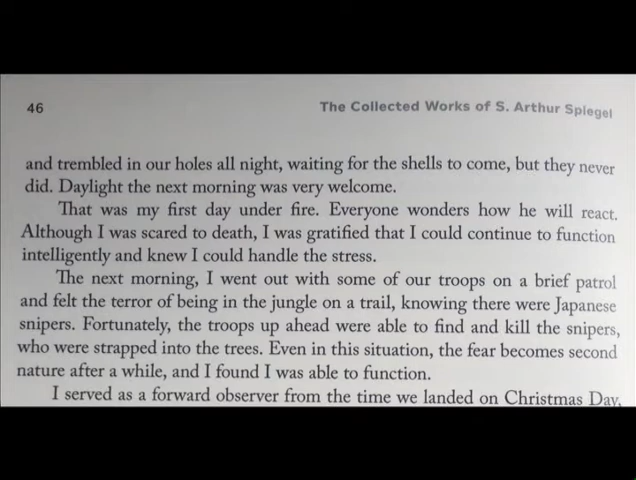 46
The Collected Works of S. Arthur Spiegel
and trembled in our holes all night, waiting for the shells to come, but they never
did. Daylight the next morning was very welcome.
That was my first day under fire. Everyone wonders how he will react.
Although I was scared to death, I was gratified that I could continue to function
intelligently and knew I could handle the stress.
The next morning, I went out with some of our troops on a brief patrol
and felt the terror of being in the jungle on a trail, knowing there were Japanese
snipers. Fortunately, the troops up ahead were able to find and kill the snipers,
who were strapped into the trees. Even in this situation, the fear becomes second
nature after a while, and I found I was able to function.
I served as a forward observer from the time we landed on Christmas Day,